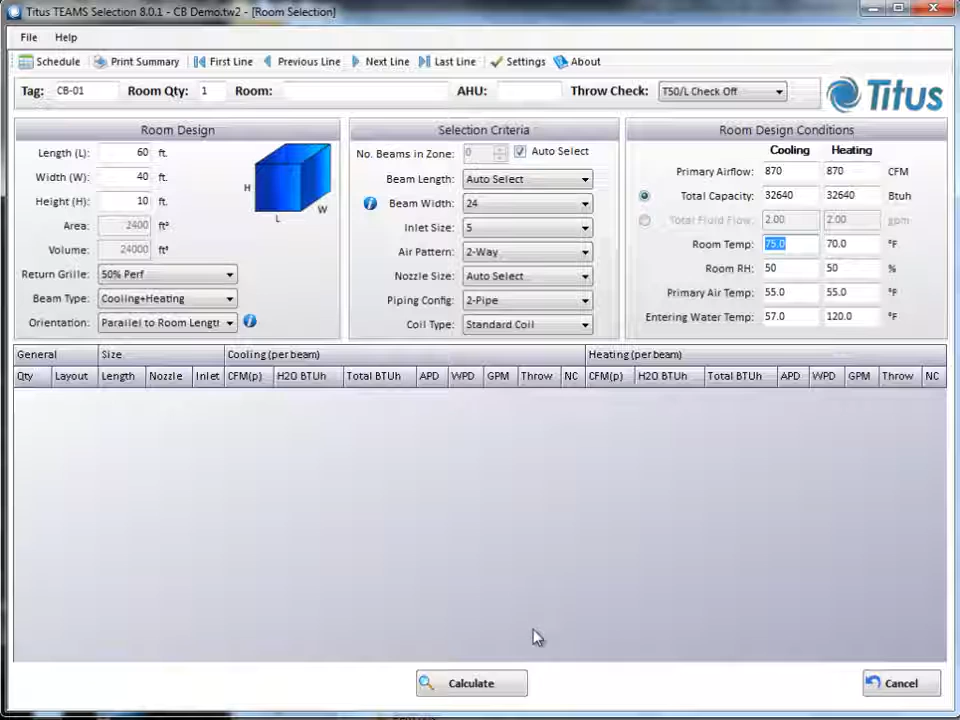 Titus TEAMS Selection 8.0.1 - CB Demo.tw2 - [Room Selection]
File Help
Schedule Print Summary First Line Previous Line Next Line Last Line Settings About
Tag: CB-01 Room Qty: 1 Room: AHU: Throw Check: T50/L Check Off Titus
Room Design
Length (L): 60 ft.
Width (W): 40 ft.
Height (H): 10 ft.
Area: 2400 ft²
Volume: 24000 ft³
Return Grille: 50% Perf
Beam Type: Cooling+Heating
Orientation: Parallel to Room Lengtl
H
W
L
Selection Criteria
No. Beams in Zone: 0 Auto Select
Beam Length: Auto Select
Beam Width: 24
Inlet Size: 5
Air Pattern: 2-Way
Nozzle Size: Auto Select
Piping Config: 2-Pipe
Coil Type: Standard Coil
Room Design Conditions
Cooling Heating
Primary Airflow: 870 870 CFM
Total Capacity: 32640 32640 Btuh
Total Fluid Flow: 2.00 2.00 gpm
Room Temp: 75.0 70.0 °F
Room RH: 50 50 %
Primary Air Temp: 55.0 55.0 °F
Entering Water Temp: 57.0 120.0 °F
General Size Cooling (per beam) Heating (per beam)
Qty Layout Length Nozzle Inlet CFM(p) H2O BTUh Total BTUh APD WPD GPM Throw NC CFM(p) H2O BTUh Total BTUh APD WPD GPM Throw NC
Calculate Cancel